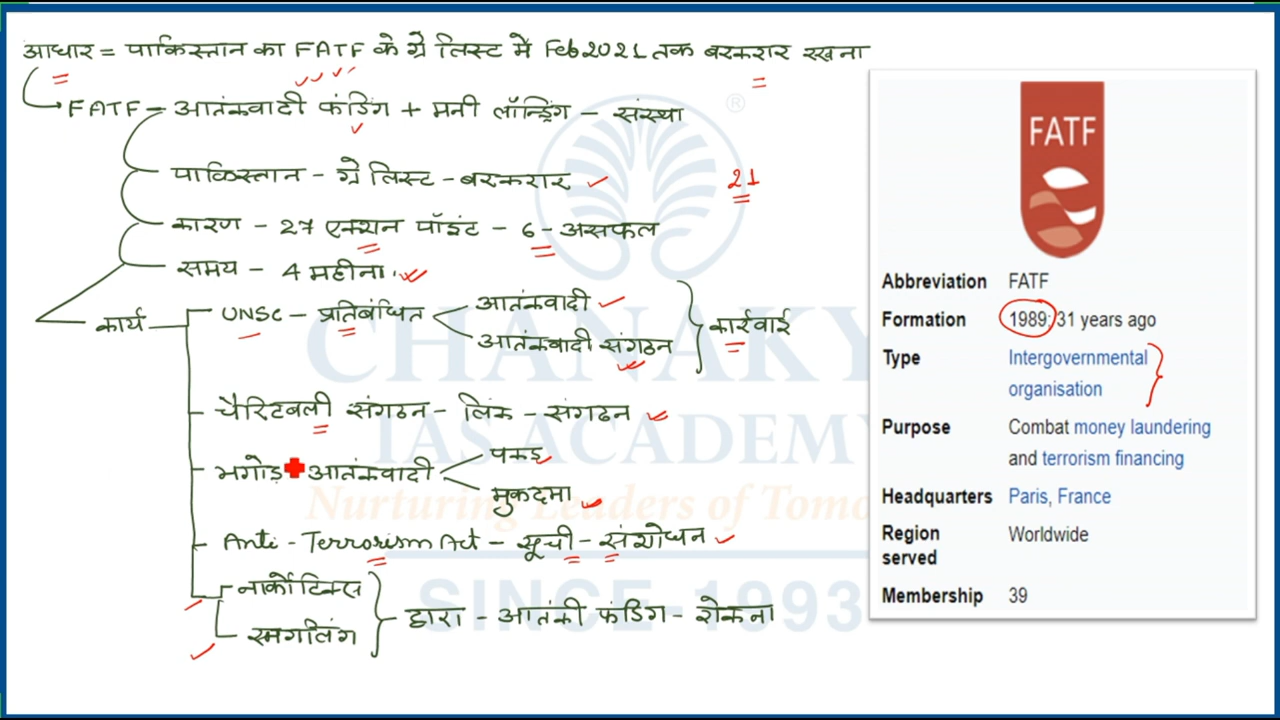 आधार = पाकिस्तान का FATF के ग्रे लिस्ट में Feb 2021 तक बरकरार रखना
FATF - आतंकवादी फंडिंग + मनी लॉन्ड्रिंग - संस्था
पाकिस्तान - ग्रे लिस्ट - बरकरार
21
कारण - 27 एक्शन पॉइंट - 6 - असफल
समय - 4 महीना
कार्य
UNSC - प्रतिबंधित
आतंकवादी
आतंकवादी संगठन
कार्रवाई
चैरिटबली संगठन - लिंक - संगठन
भगोड़ आतंकवादी
पकड़
मुकदमा
Anti - Terrorism Act - सूची - संशोधन
नार्कोटिक्स
स्मगलिंग
द्वारा - आतंकी फंडिंग - रोकना
®
CHANAKY
IAS ACADEMY
Nurturing Leaders of Tomo
SINCE-1993
FATF
Abbreviation FATF
Formation 1989; 31 years ago
Type Intergovernmental
organisation
Purpose Combat money laundering
and terrorism financing
Headquarters Paris, France
Region Worldwide
served
Membership 39